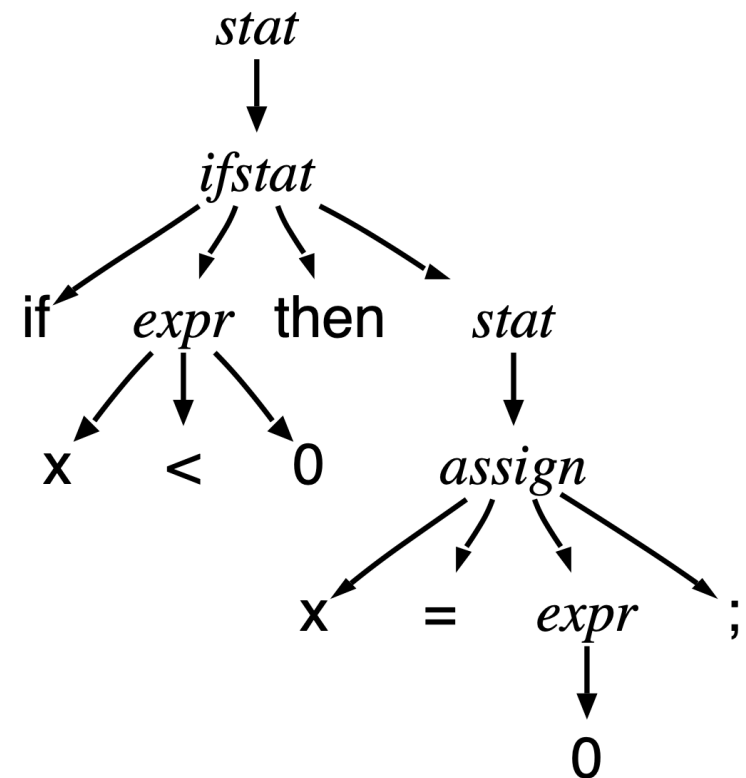 stat
ifstat
if expr then stat
x < 0 assign
x = expr ;
0